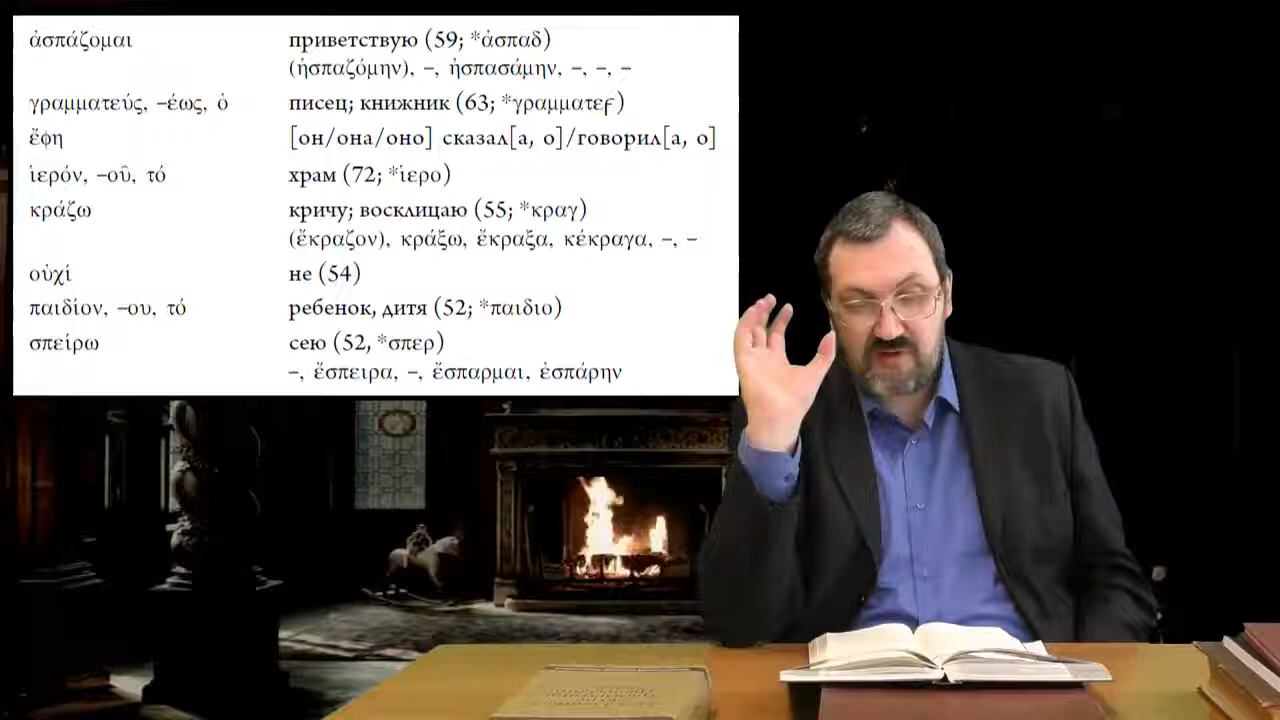 ἀσπάζομαι приветствую (59; *ἀσπαδ)
(ἠσπαζόμην), –, ἠσπασάμην, –, –, –
γραμματεύς, –έως, ὁ писец; книжник (63; *γραμματεϝ)
ἔφη [он/она/оно] сказал[а, о]/говорил[а, о]
ἱερόν, –οῦ, τό храм (72; *ἱερο)
κράζω кричу; восклицаю (55; *κραγ)
(ἔκραζον), κράξω, ἔκραξα, κέκραγα, –, –
οὐχί не (54)
παιδίον, –ου, τό ребенок, дитя (52; *παιδιο)
σπείρω сею (52, *σπερ)
–, ἔσπειρα, –, ἔσπαρμαι, ἐσπάρην